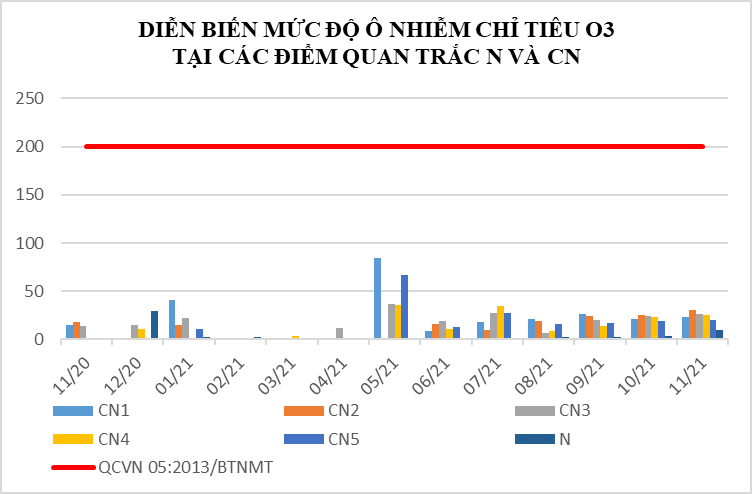 DIỄN BIẾN MỨC ĐỘ Ô NHIỄM CHỈ TIÊU O3
TẠI CÁC ĐIỂM QUAN TRẮC N VÀ CN
250
200
150
100
50
0
11/20 12/20 01/21 02/21 03/21 04/21 05/21 06/21 07/21 08/21 09/21 10/21 11/21
CN1 CN2 CN3
CN4 CN5 N
QCVN 05:2013/BTNMT